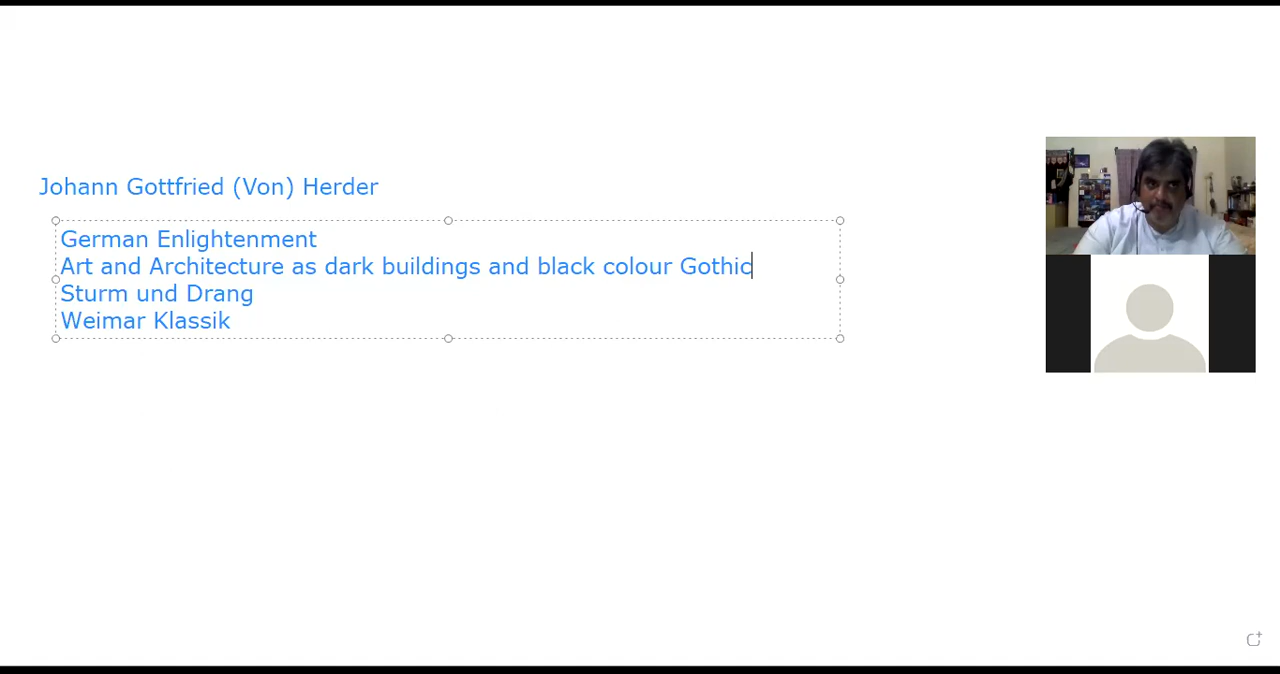 Johann Gottfried (Von) Herder
German Enlightenment
Art and Architecture as dark buildings and black colour Gothic
Sturm und Drang
Weimar Klassik